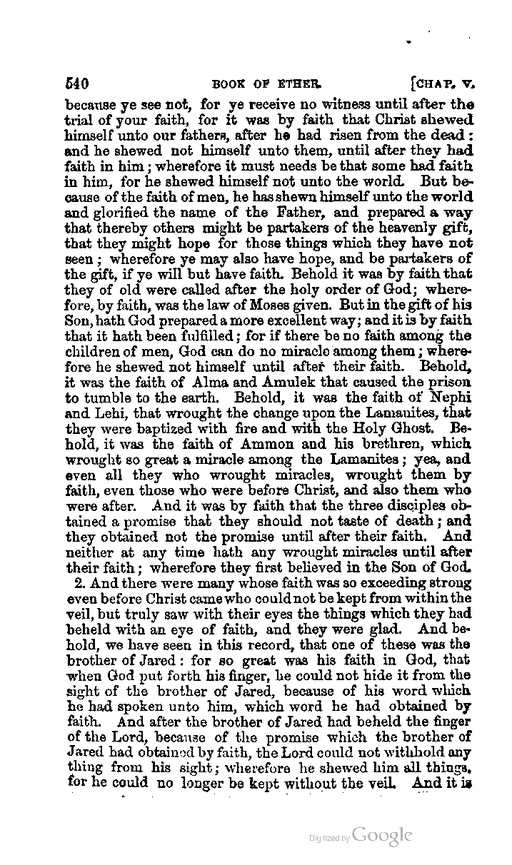 540 BOOK OF ETHER. [CHAP. V.
because ye see not, for ye receive no witness until after the
trial of your faith, for it was by faith that Christ shewed
himself unto our fathers, after he had risen from the dead:
and he shewed not himself unto them, until after they had
faith in him; wherefore it must needs be that some had faith
in him, for he shewed himself not unto the world. But be-
cause of the faith of men, he has shewn himself unto the world
and glorified the name of the Father, and prepared a way
that thereby others might be partakers of the heavenly gift,
that they might hope for those things which they have not
seen; wherefore ye may also have hope, and be partakers of
the gift, if ye will but have faith. Behold it was by faith that
they of old were called after the holy order of God; where-
fore, by faith, was the law of Moses given. But in the gift of his
Son, hath God prepared a more excellent way; and it is by faith
that it hath been fulfilled; for if there be no faith among the
children of men, God can do no miracle among them; where-
fore he shewed not himself until after their faith. Behold,
it was the faith of Alma and Amulek that caused the prison
to tumble to the earth. Behold, it was the faith of Nephi
and Lehi, that wrought the change upon the Lamanites, that
they were baptized with fire and with the Holy Ghost. Be-
hold, it was the faith of Ammon and his brethren, which
wrought so great a miracle among the Lamanites; yea, and
even all they who wrought miracles, wrought them by
faith, even those who were before Christ, and also them who
were after. And it was by faith that the three disciples ob-
tained a promise that they should not taste of death; and
they obtained not the promise until after their faith. And
neither at any time hath any wrought miracles until after
their faith; wherefore they first believed in the Son of God.
2. And there were many whose faith was so exceeding strong
even before Christ came who could not be kept from within the
veil, but truly saw with their eyes the things which they had
beheld with an eye of faith, and they were glad. And be-
hold, we have seen in this record, that one of these was the
brother of Jared: for so great was his faith in God, that
when God put forth his finger, he could not hide it from the
sight of the brother of Jared, because of his word which
he had spoken unto him, which word he had obtained by
faith. And after the brother of Jared had beheld the finger
of the Lord, because of the promise which the brother of
Jared had obtained by faith, the Lord could not withhold any
thing from his sight; wherefore he shewed him all things,
for he could no longer be kept without the veil. And it is
Digitized by Google